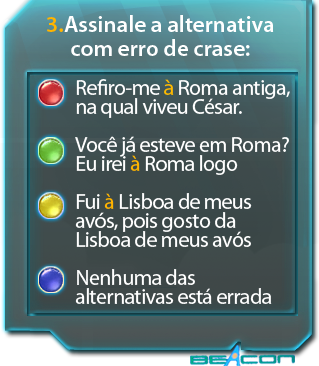 3.Assinale a alternativa
com erro de crase:
Refiro-me à Roma antiga,
na qual viveu César.
Você já esteve em Roma?
Eu irei à Roma logo
Fui à Lisboa de meus
avós, pois gosto da
Lisboa de meus avós
Nenhuma das
alternativas está errada
BEACON